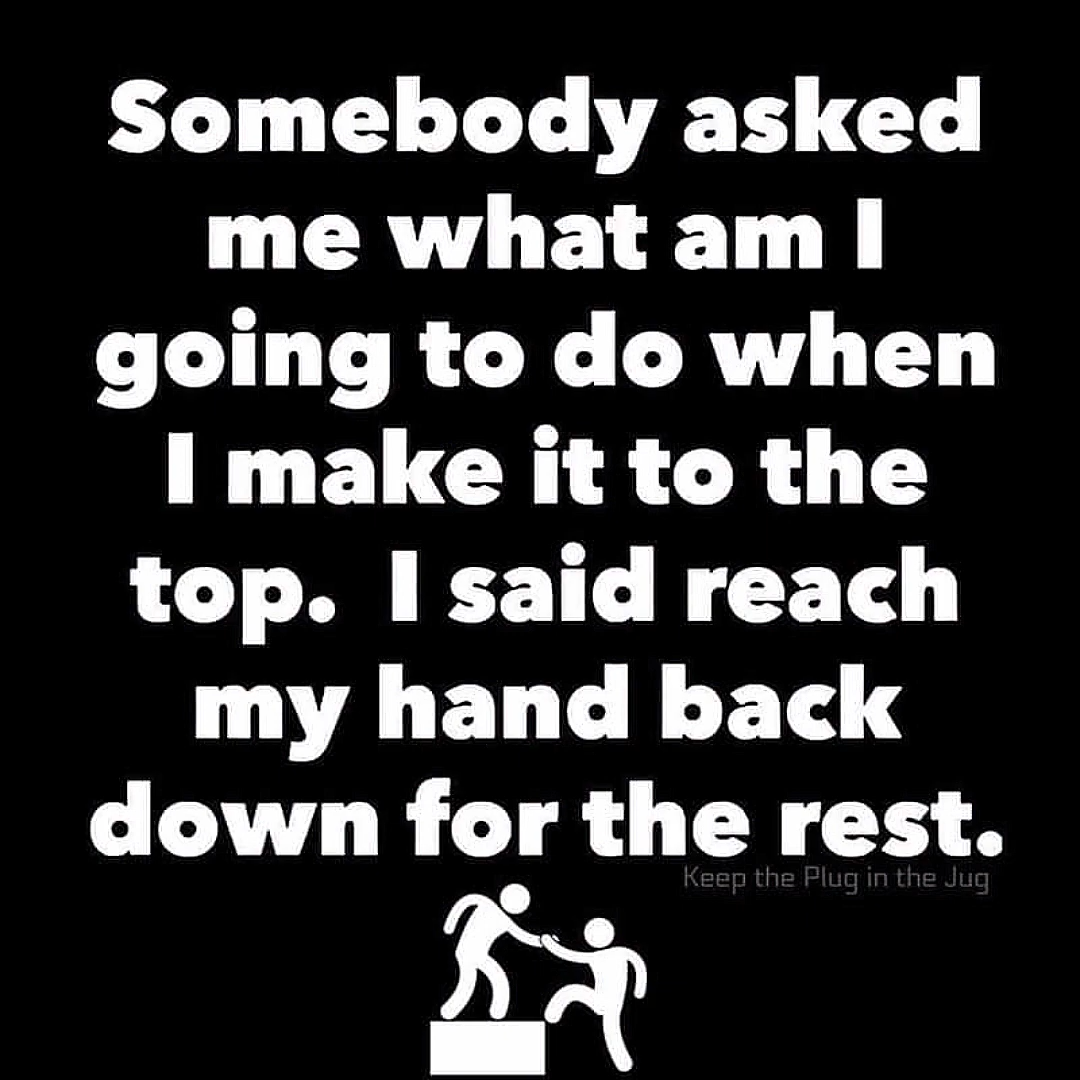 Somebody asked
me what am I
going to do when
I make it to the
top.  I said reach
my hand back
down for the rest.
Keep the Plug in the Jug